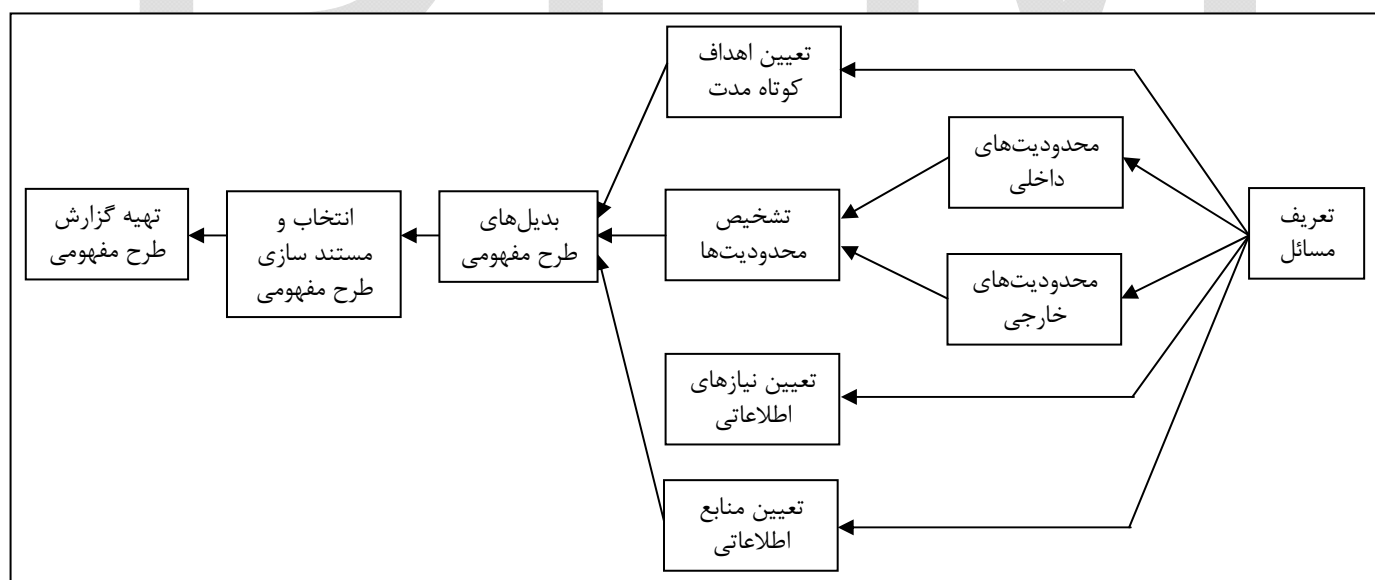 تعریف
مسائل
تعیین اهداف
کوتاه مدت
محدودیت‌های
داخلی
محدودیت‌های
خارجی
تشخیص
محدودیت‌ها
تعیین نیازهای
اطلاعاتی
تعیین منابع
اطلاعاتی
بدیل‌های
طرح مفهومی
انتخاب و
مستند سازی
طرح مفهومی
تهیه گزارش
طرح مفهومی